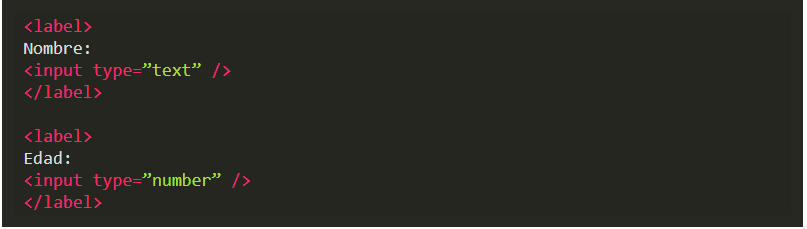 <label>
Nombre:
<input type=”text” />
</label>

<label>
Edad:
<input type=”number” />
</label>